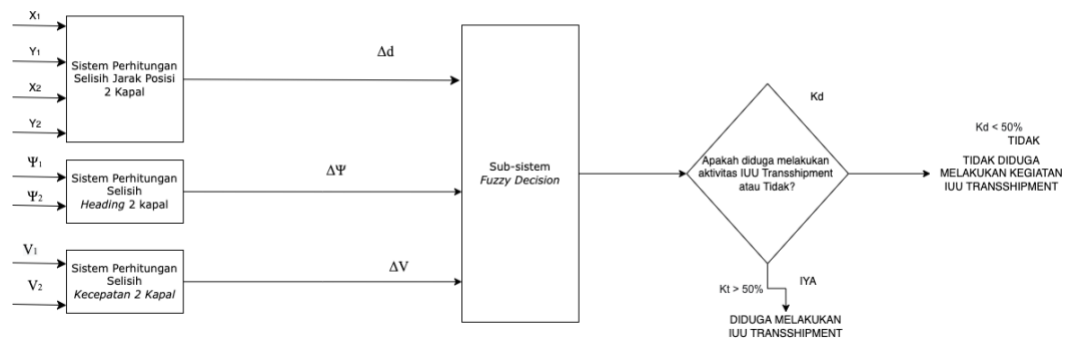 X1
Y1
X2
Y2
Sistem Perhitungan
Selisih Jarak Posisi
2 Kapal
Δd
Ψ1
Ψ2
Sistem Perhitungan
Selisih
Heading 2 kapal
ΔΨ
V1
V2
Sistem Perhitungan
Selisih
Kecepatan 2 Kapal
ΔV
Sub-sistem
Fuzzy Decision
Kd
Apakah diduga melakukan
aktivitas IUU Transshipment
atau Tidak?
Kd < 50%
TIDAK
TIDAK DIDUGA
MELAKUKAN KEGIATAN
IUU TRANSSHIPMENT
Kt > 50%
IYA
DIDUGA MELAKUKAN
IUU TRANSSHIPMENT